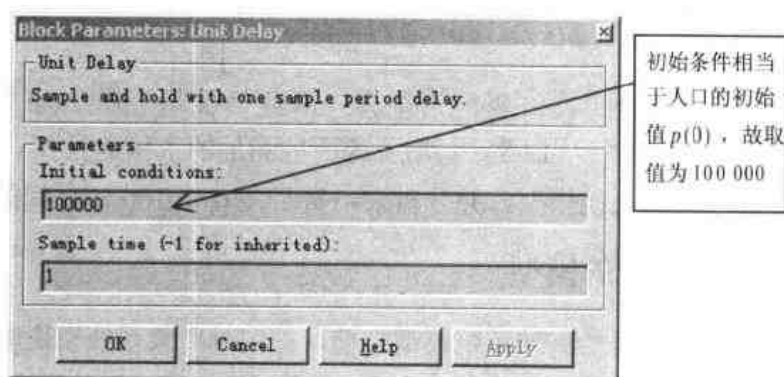 Block Parameters: Unit Delay
Unit Delay
Sample and hold with one sample period delay.
Parameters
Initial conditions:
100000
Sample time (-1 for inherited):
1
OK
Cancel
Help
Apply
初始条件相当
于人口的初始
值p(0)，故取
值为100 000